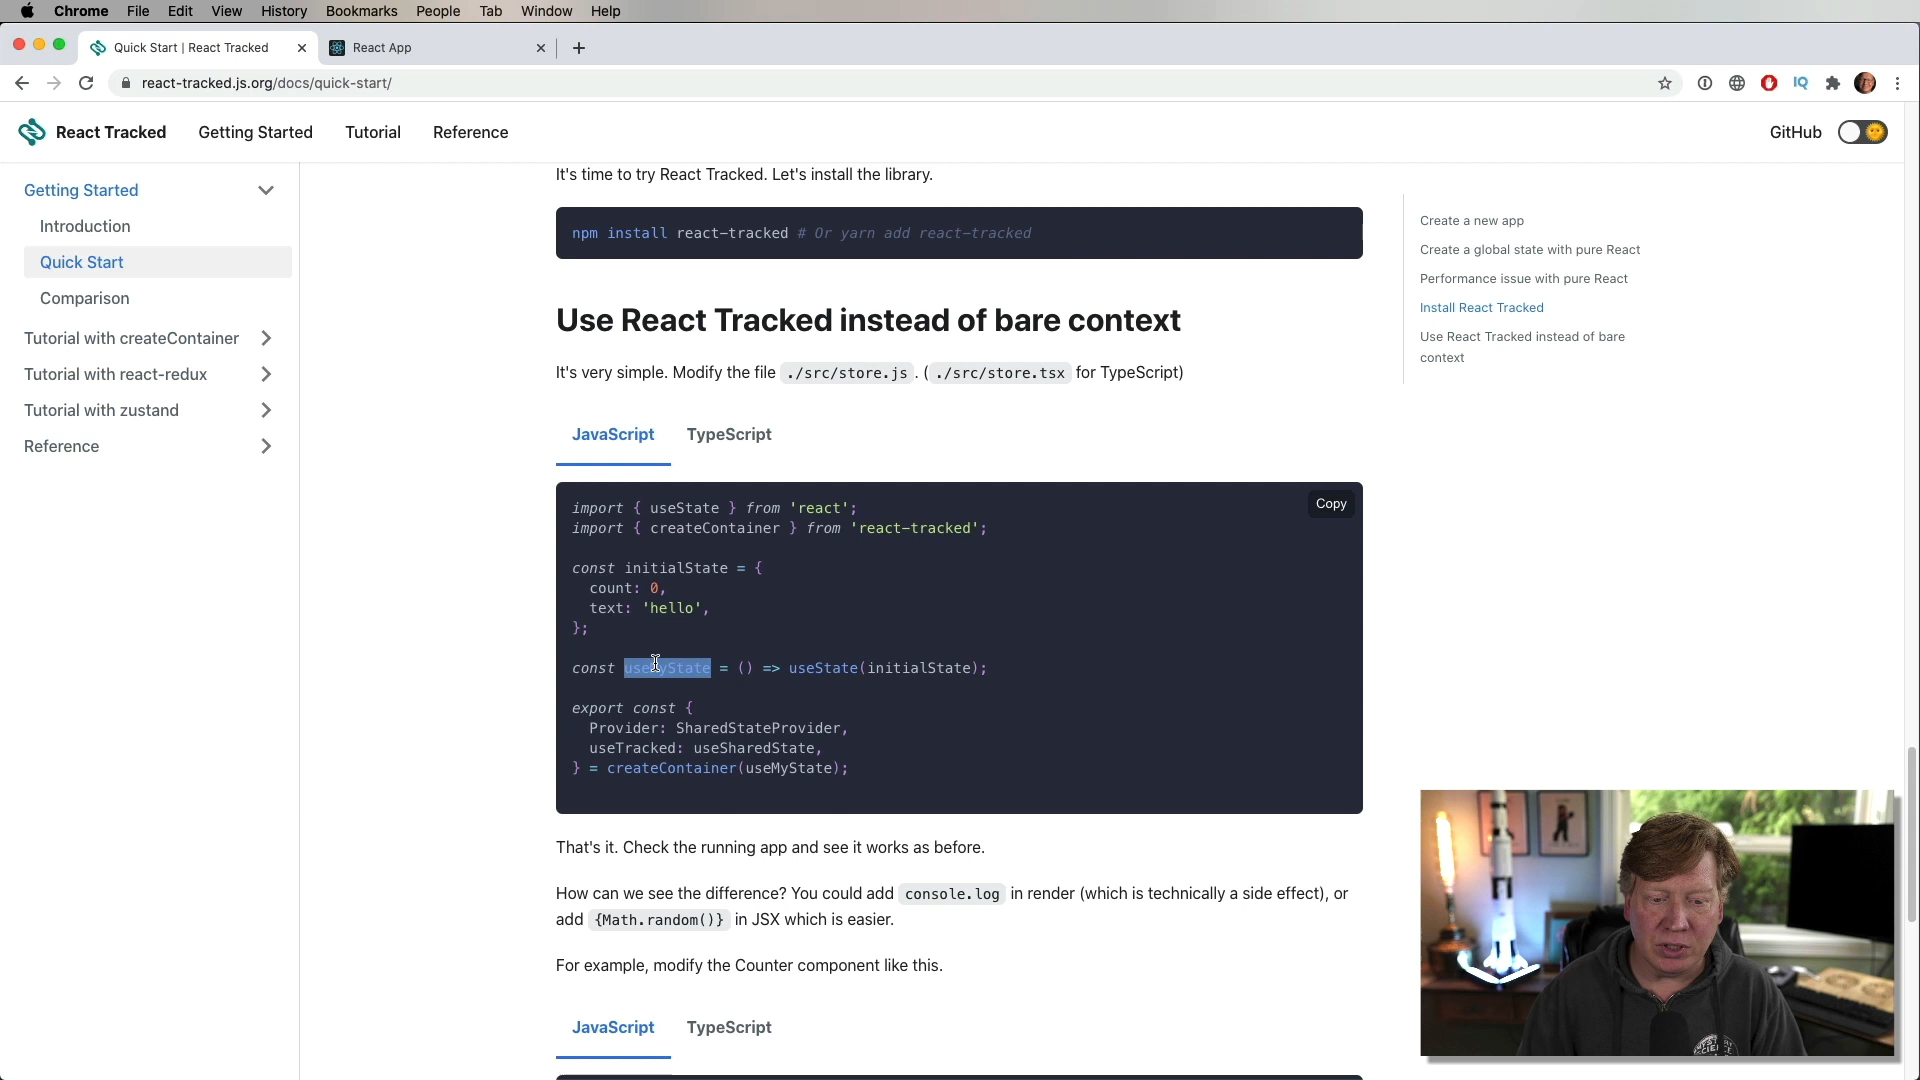 Chrome File Edit View History Bookmarks People Tab Window Help
Quick Start | React Tracked
React App
react-tracked.js.org/docs/quick-start/
IQ
React Tracked Getting Started Tutorial Reference
GitHub
Getting Started
Introduction
Quick Start
Comparison
Tutorial with createContainer
Tutorial with react-redux
Tutorial with zustand
Reference
It's time to try React Tracked. Let's install the library.
npm install react-tracked # Or yarn add react-tracked
Use React Tracked instead of bare context
It's very simple. Modify the file ./src/store.js . ( ./src/store.tsx for TypeScript)
JavaScript TypeScript
Copy
import { useState } from 'react';
import { createContainer } from 'react-tracked';
const initialState = {
count: 0,
text: 'hello',
};
const useMyState = () => useState(initialState);
export const {
Provider: SharedStateProvider,
useTracked: useSharedState,
} = createContainer(useMyState);
That's it. Check the running app and see it works as before.
How can we see the difference? You could add console.log in render (which is technically a side effect), or
add {Math.random()} in JSX which is easier.
For example, modify the Counter component like this.
JavaScript TypeScript
Create a new app
Create a global state with pure React
Performance issue with pure React
Install React Tracked
Use React Tracked instead of bare
context